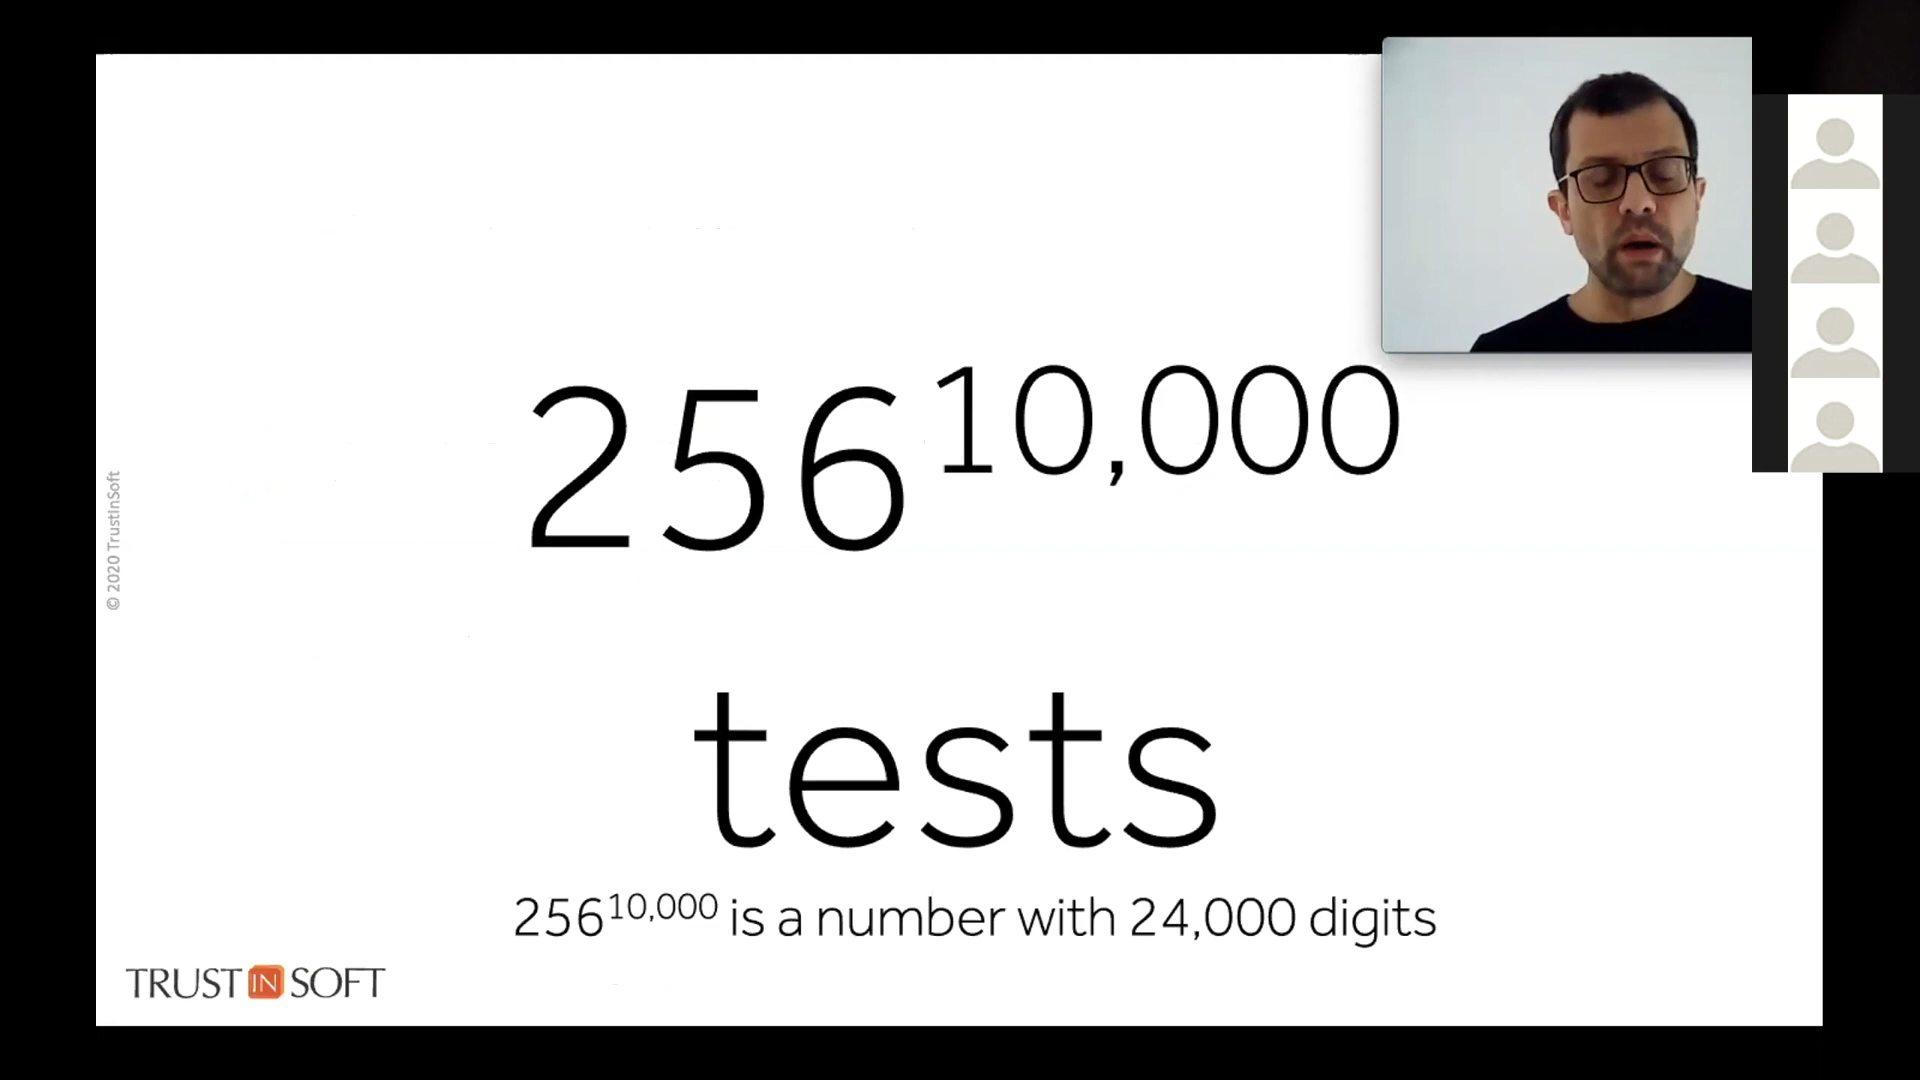 256^10,000
tests
256^10,000 is a number with 24,000 digits
© 2020 TrustInSoft
TRUST IN SOFT